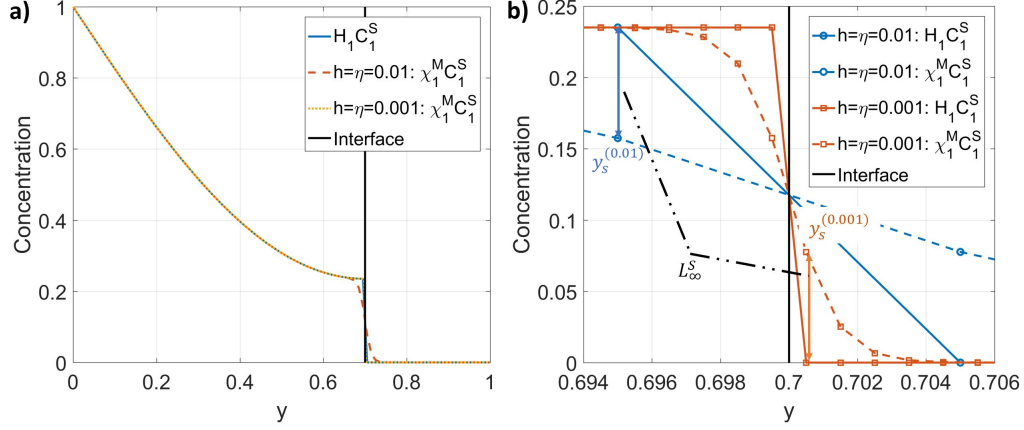 a)
Concentration
1
0.8
0.6
0.4
0.2
0
0 0.2 0.4 0.6 0.8 1
y
H₁C₁ˢ
h=η=0.01: χ₁ᴹC₁ˢ
h=η=0.001: χ₁ᴹC₁ˢ
Interface
b)
Concentration
0.25
0.2
0.15
0.1
0.05
0
0.694 0.696 0.698 0.7 0.702 0.704 0.706
y
h=η=0.01: H₁C₁ˢ
h=η=0.01: χ₁ᴹC₁ˢ
h=η=0.001: H₁C₁ˢ
h=η=0.001: χ₁ᴹC₁ˢ
Interface
yₛ⁽⁰·⁰¹⁾
yₛ⁽⁰·⁰⁰¹⁾
L∞ˢ